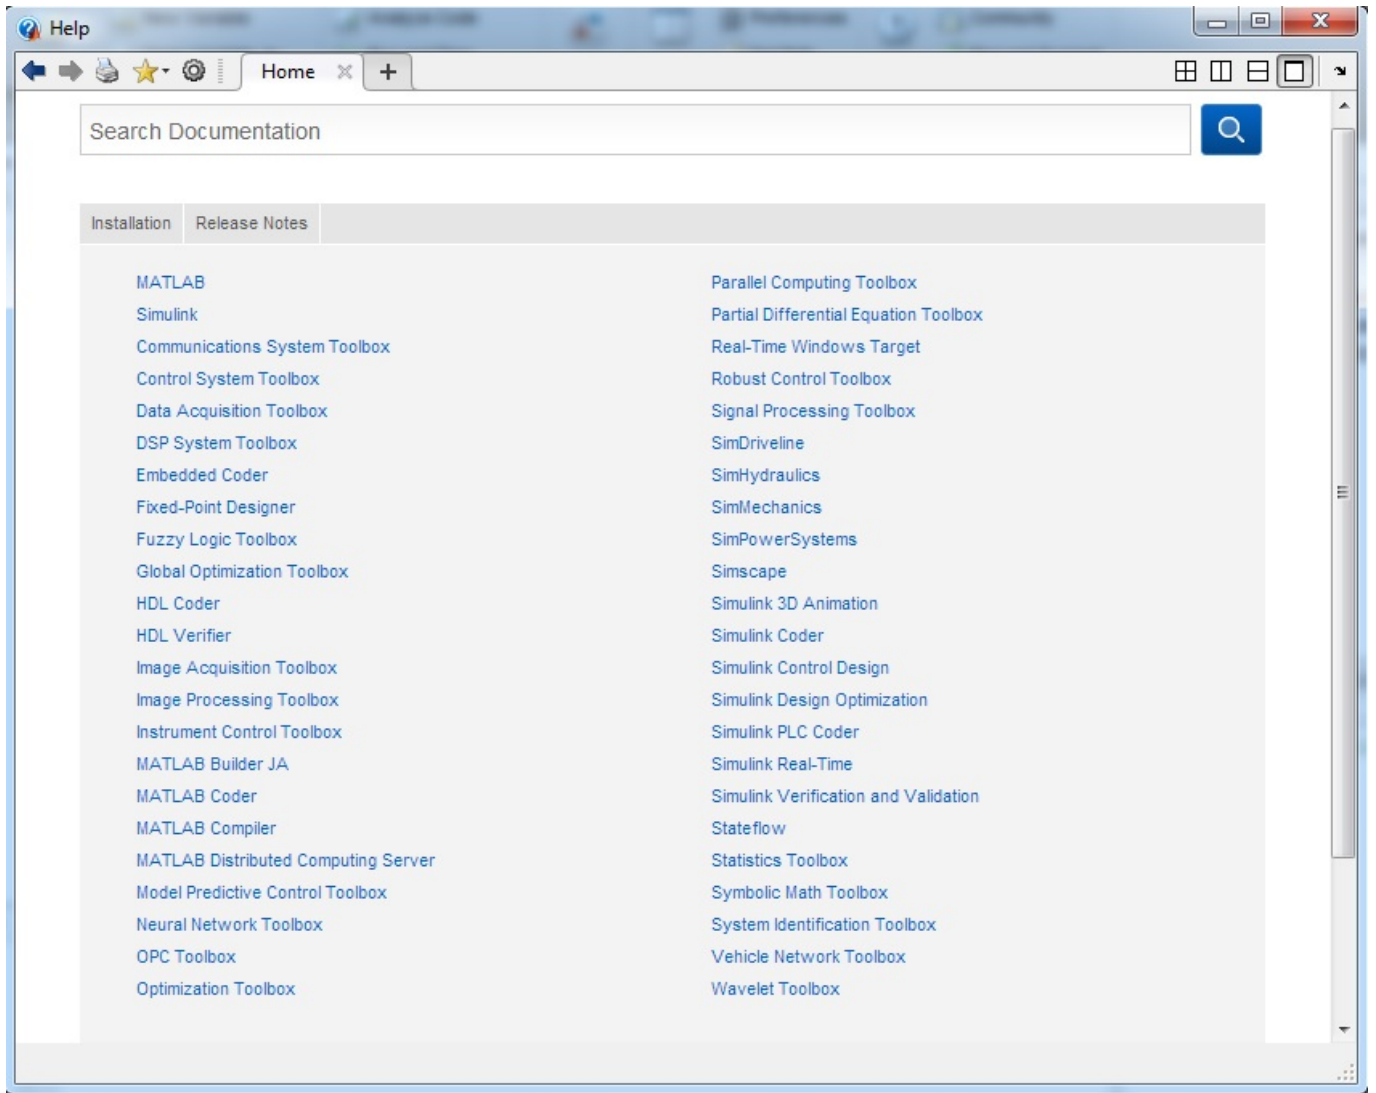 Help
Home
Search Documentation
Installation Release Notes
MATLAB
Simulink
Communications System Toolbox
Control System Toolbox
Data Acquisition Toolbox
DSP System Toolbox
Embedded Coder
Fixed-Point Designer
Fuzzy Logic Toolbox
Global Optimization Toolbox
HDL Coder
HDL Verifier
Image Acquisition Toolbox
Image Processing Toolbox
Instrument Control Toolbox
MATLAB Builder JA
MATLAB Coder
MATLAB Compiler
MATLAB Distributed Computing Server
Model Predictive Control Toolbox
Neural Network Toolbox
OPC Toolbox
Optimization Toolbox
Parallel Computing Toolbox
Partial Differential Equation Toolbox
Real-Time Windows Target
Robust Control Toolbox
Signal Processing Toolbox
SimDriveline
SimHydraulics
SimMechanics
SimPowerSystems
Simscape
Simulink 3D Animation
Simulink Coder
Simulink Control Design
Simulink Design Optimization
Simulink PLC Coder
Simulink Real-Time
Simulink Verification and Validation
Stateflow
Statistics Toolbox
Symbolic Math Toolbox
System Identification Toolbox
Vehicle Network Toolbox
Wavelet Toolbox